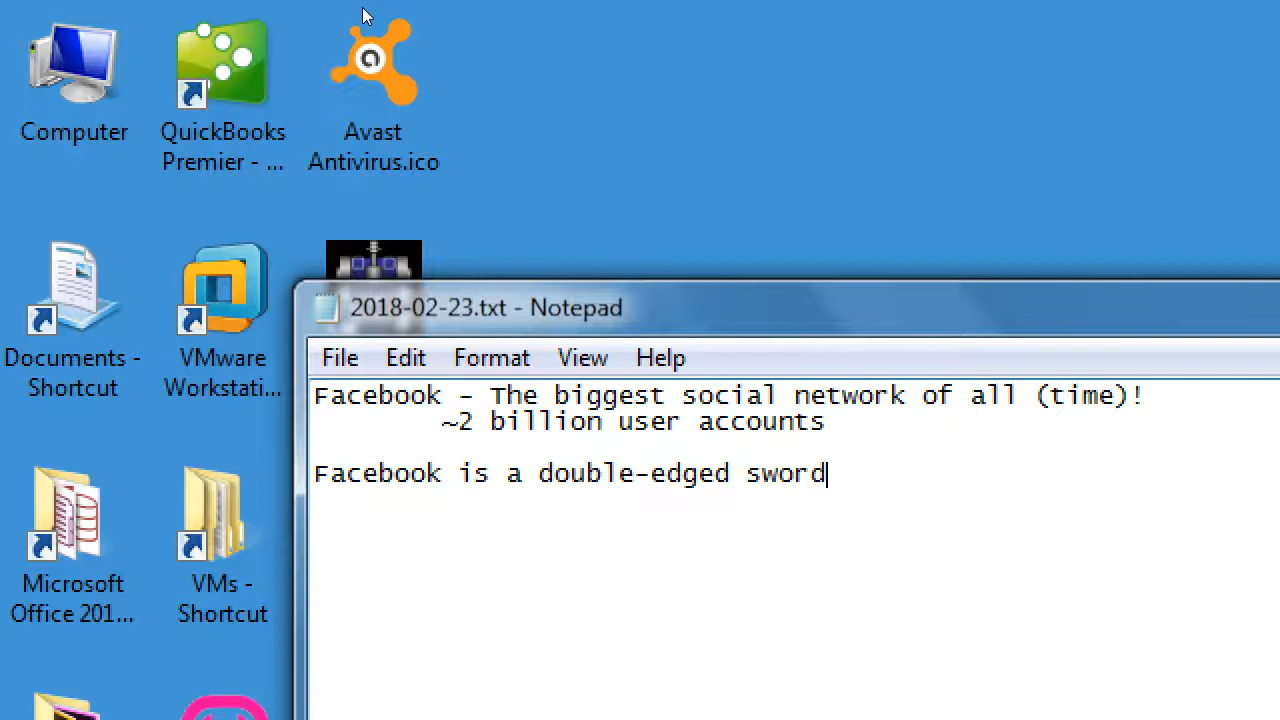 Computer
QuickBooks
Premier - ...
Avast
Antivirus.ico
Documents -
Shortcut
VMware
Workstati...
Microsoft
Office 201...
VMs -
Shortcut
2018-02-23.txt - Notepad
File Edit Format View Help
Facebook - The biggest social network of all (time)!
~2 billion user accounts
Facebook is a double-edged sword